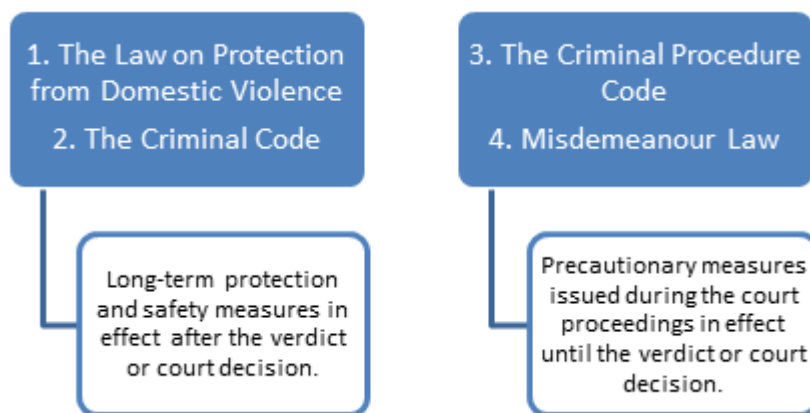 1. The Law on Protection
from Domestic Violence
2. The Criminal Code
Long-term protection
and safety measures in
effect after the verdict
or court decision.
3. The Criminal Procedure
Code
4. Misdemeanour Law
Precautionary measures
issued during the court
proceedings in effect
until the verdict or court
decision.